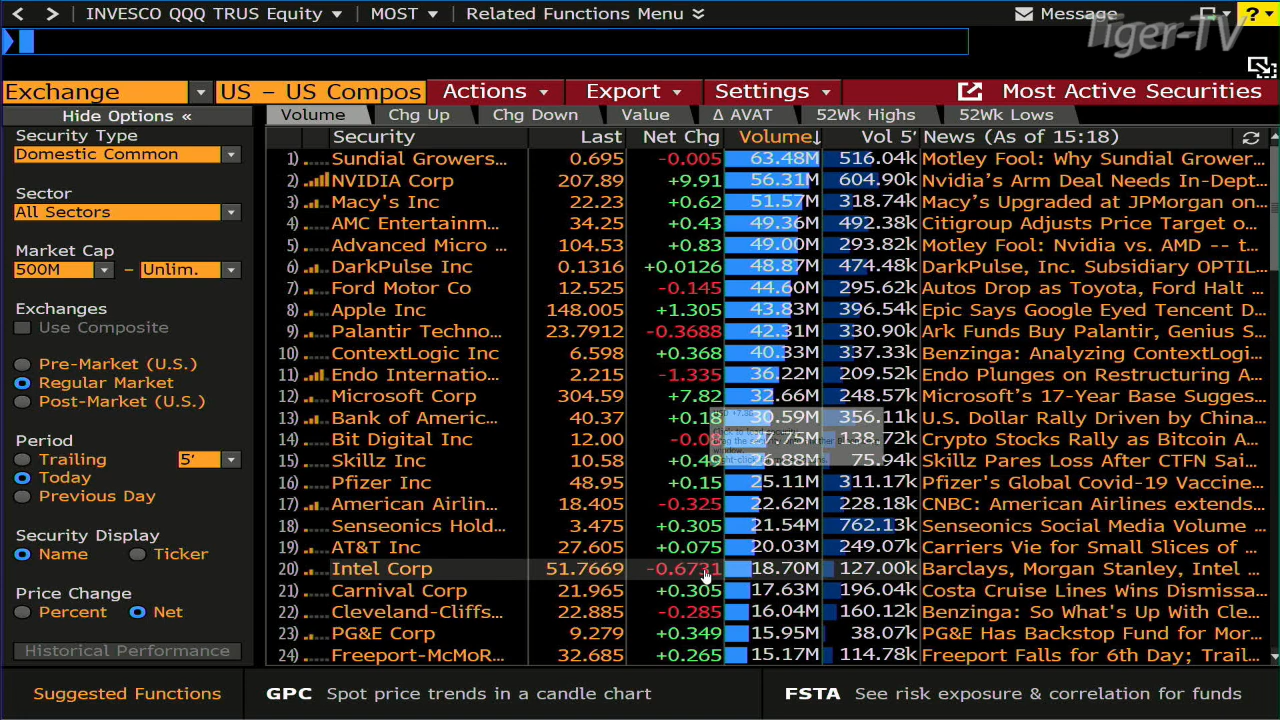 INVESCO QQQ TRUS Equity MOST Related Functions Menu Message ?
Tiger-TV
Exchange US - US Compos Actions Export Settings Most Active Securities
Hide Options « Volume Chg Up Chg Down Value Δ AVAT 52Wk Highs 52Wk Lows
Security Type
Domestic Common
Sector
All Sectors
Market Cap
500M - Unlim.
Exchanges
Use Composite
Pre-Market (U.S.)
Regular Market
Post-Market (U.S.)
Period
Trailing 5'
Today
Previous Day
Security Display
Name Ticker
Price Change
Percent Net
Historical Performance
Security Last Net Chg Volume↓ Vol 5' News (As of 15:18)
1) Sundial Growers... 0.695 -0.005 63.48M 516.04k Motley Fool: Why Sundial Grower...
2) NVIDIA Corp 207.89 +9.91 56.31M 604.90k Nvidia's Arm Deal Needs In-Dept...
3) Macy's Inc 22.23 +0.62 51.57M 318.74k Macy's Upgraded at JPMorgan on...
4) AMC Entertainm... 34.25 +0.43 49.36M 492.38k Citigroup Adjusts Price Target o...
5) Advanced Micro ... 104.53 +0.83 49.00M 293.82k Motley Fool: Nvidia vs. AMD -- t...
6) DarkPulse Inc 0.1316 +0.0126 48.87M 474.48k DarkPulse, Inc. Subsidiary OPTIL...
7) Ford Motor Co 12.525 -0.145 44.60M 295.62k Autos Drop as Toyota, Ford Halt ...
8) Apple Inc 148.005 +1.305 43.83M 396.54k Epic Says Google Eyed Tencent D...
9) Palantir Techno... 23.7912 -0.3688 42.31M 330.90k Ark Funds Buy Palantir, Genius S...
10) ContextLogic Inc 6.598 +0.368 40.33M 337.33k Benzinga: Analyzing ContextLogi...
11) Endo Internatio... 2.215 -1.335 36.22M 209.52k Endo Plunges on Restructuring A...
12) Microsoft Corp 304.59 +7.82 32.66M 248.57k Microsoft's 17-Year Base Sugges...
13) Bank of Americ... 40.37 +0.18 30.59M 356.11k U.S. Dollar Rally Driven by China...
14) Bit Digital Inc 12.00 -0.08 27.75M 138.72k Crypto Stocks Rally as Bitcoin A...
15) Skillz Inc 10.58 +0.49 26.88M 75.94k Skillz Pares Loss After CTFN Sai...
16) Pfizer Inc 48.95 +0.15 25.11M 311.17k Pfizer's Global Covid-19 Vaccine...
17) American Airlin... 18.405 -0.325 22.62M 228.18k CNBC: American Airlines extends...
18) Senseonics Hold... 3.475 +0.305 21.54M 762.13k Senseonics Social Media Volume ...
19) AT&T Inc 27.605 +0.075 20.03M 249.07k Carriers Vie for Small Slices of ...
20) Intel Corp 51.7669 -0.6731 18.70M 127.00k Barclays, Morgan Stanley, Intel ...
21) Carnival Corp 21.965 +0.305 17.63M 196.04k Costa Cruise Lines Wins Dismissa...
22) Cleveland-Cliffs... 22.885 -0.285 16.04M 160.12k Benzinga: So What's Up With Cle...
23) PG&E Corp 9.279 +0.349 15.95M 38.07k PG&E Has Backstop Fund for Mor...
24) Freeport-McMoR... 32.685 +0.265 15.17M 114.78k Freeport Falls for 6th Day; Trail...
Suggested Functions GPC Spot price trends in a candle chart FSTA See risk exposure & correlation for funds